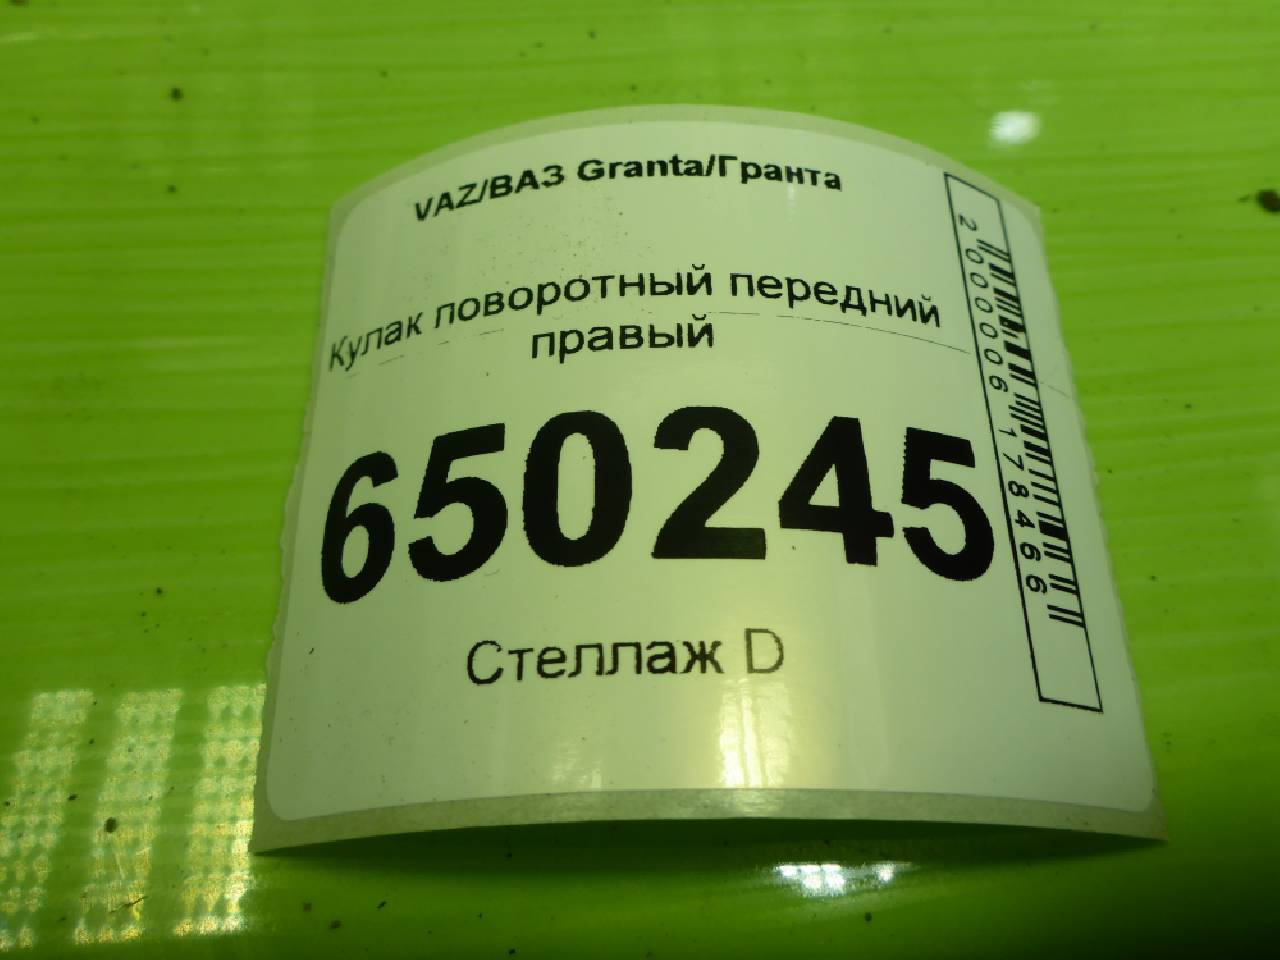 VAZ/ВАЗ Granta/Гранта
Кулак поворотный передний
правый
650245
Стеллаж D
2000006178466